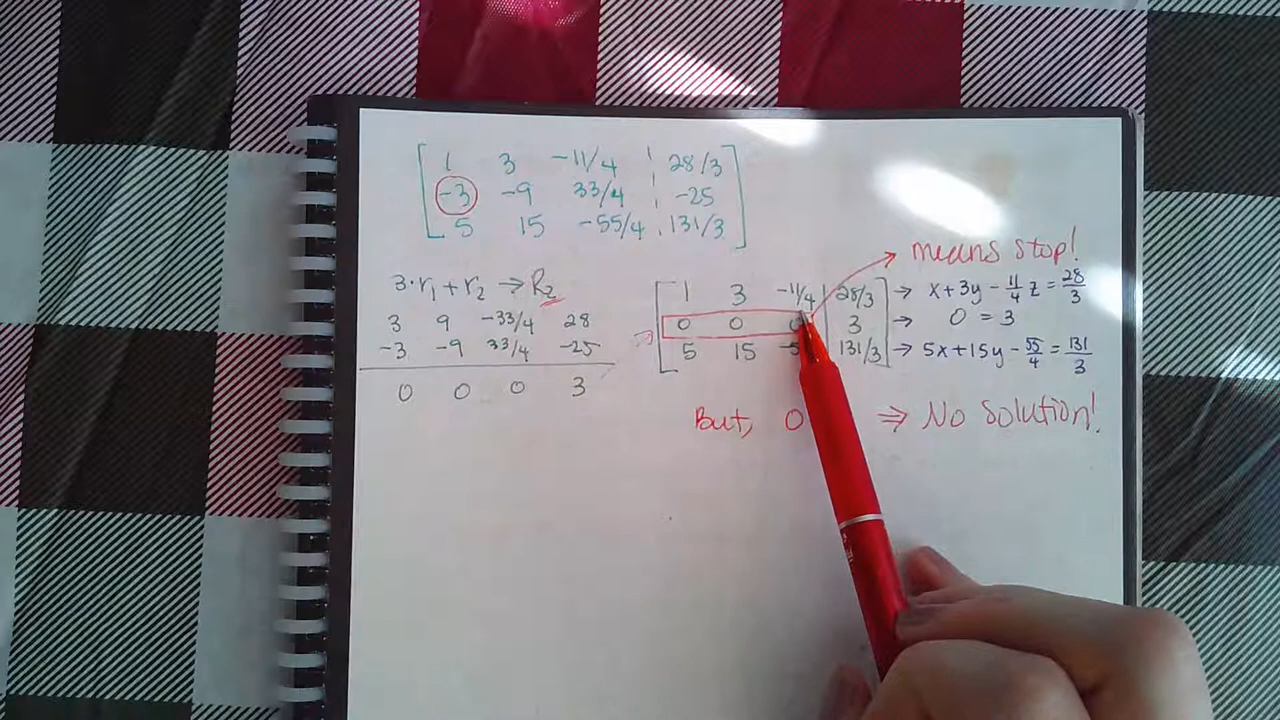 1 3 -11/4 28/3
-3 -9 33/4 -25
5 15 -55/4 131/3
means stop!
3·r1 + r2 → R2
3 9 -33/4 28
-3 -9 33/4 -25
0 0 0 3
1 3 -11/4 28/3 → x+3y-11/4 z=28/3
0 0 0 3 → 0=3
5 15 131/3 → 5x+15y-55/4=131/3
But, 0 ⇒ No solution!